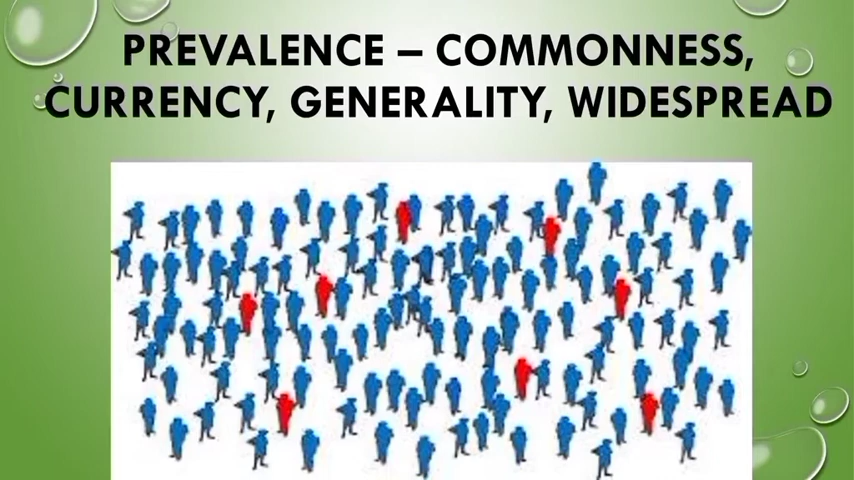 PREVALENCE – COMMONNESS,
CURRENCY, GENERALITY, WIDESPREAD